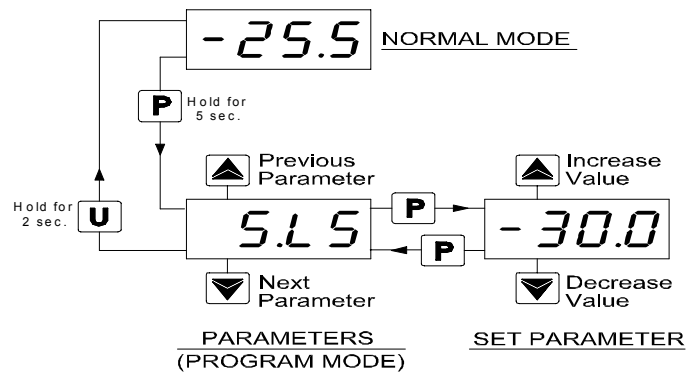 -25.5 NORMAL MODE
P Hold for
5 sec.
Previous
Parameter
Increase
Value
Hold for
2 sec. U
S.LS
P
P
-30.0
Next
Parameter
Decrease
Value
PARAMETERS
(PROGRAM MODE)
SET PARAMETER